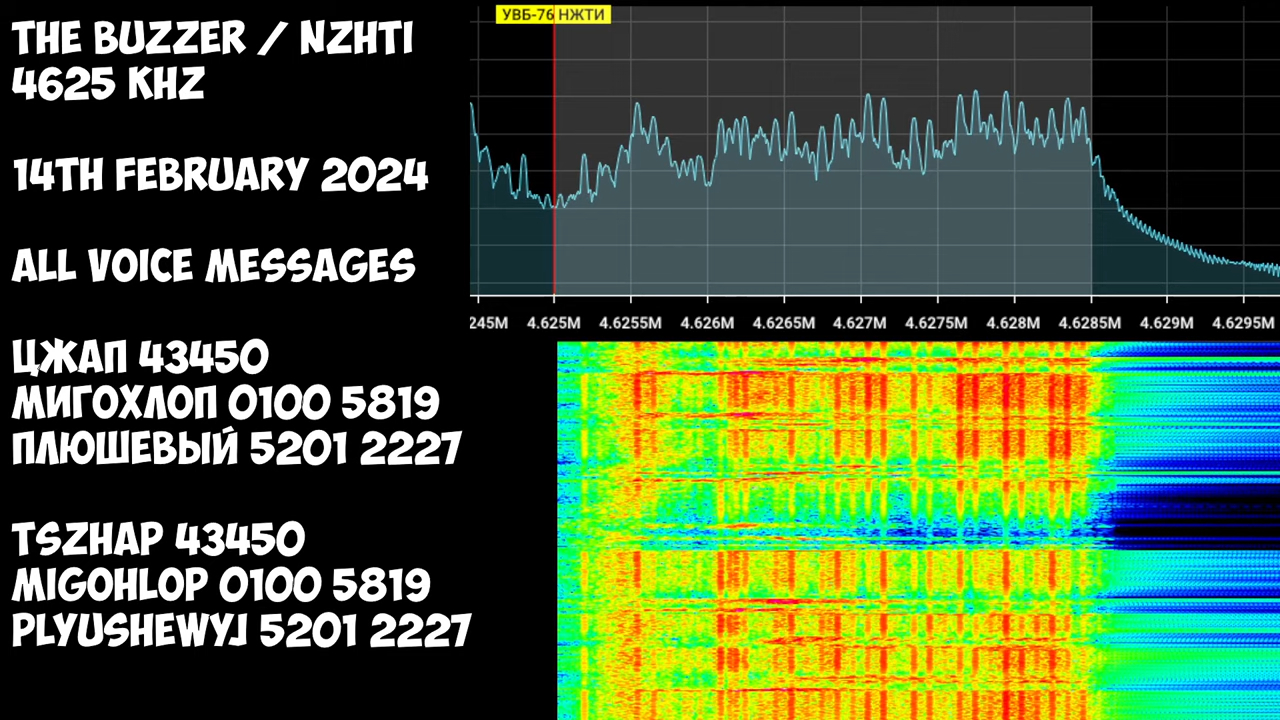 THE BUZZER / NZHTI
4625 KHZ
14TH FEBRUARY 2024
ALL VOICE MESSAGES
ЦЖАП 43450
МИГОХЛОП 0100 5819
ПЛЮШЕВЫЙ 5201 2227
TSZHAP 43450
MIGOHLOP 0100 5819
PLYUSHEWYJ 5201 2227
УВБ-76 НЖТИ
245M 4.625M 4.6255M 4.626M 4.6265M 4.627M 4.6275M 4.628M 4.6285M 4.629M 4.6295M